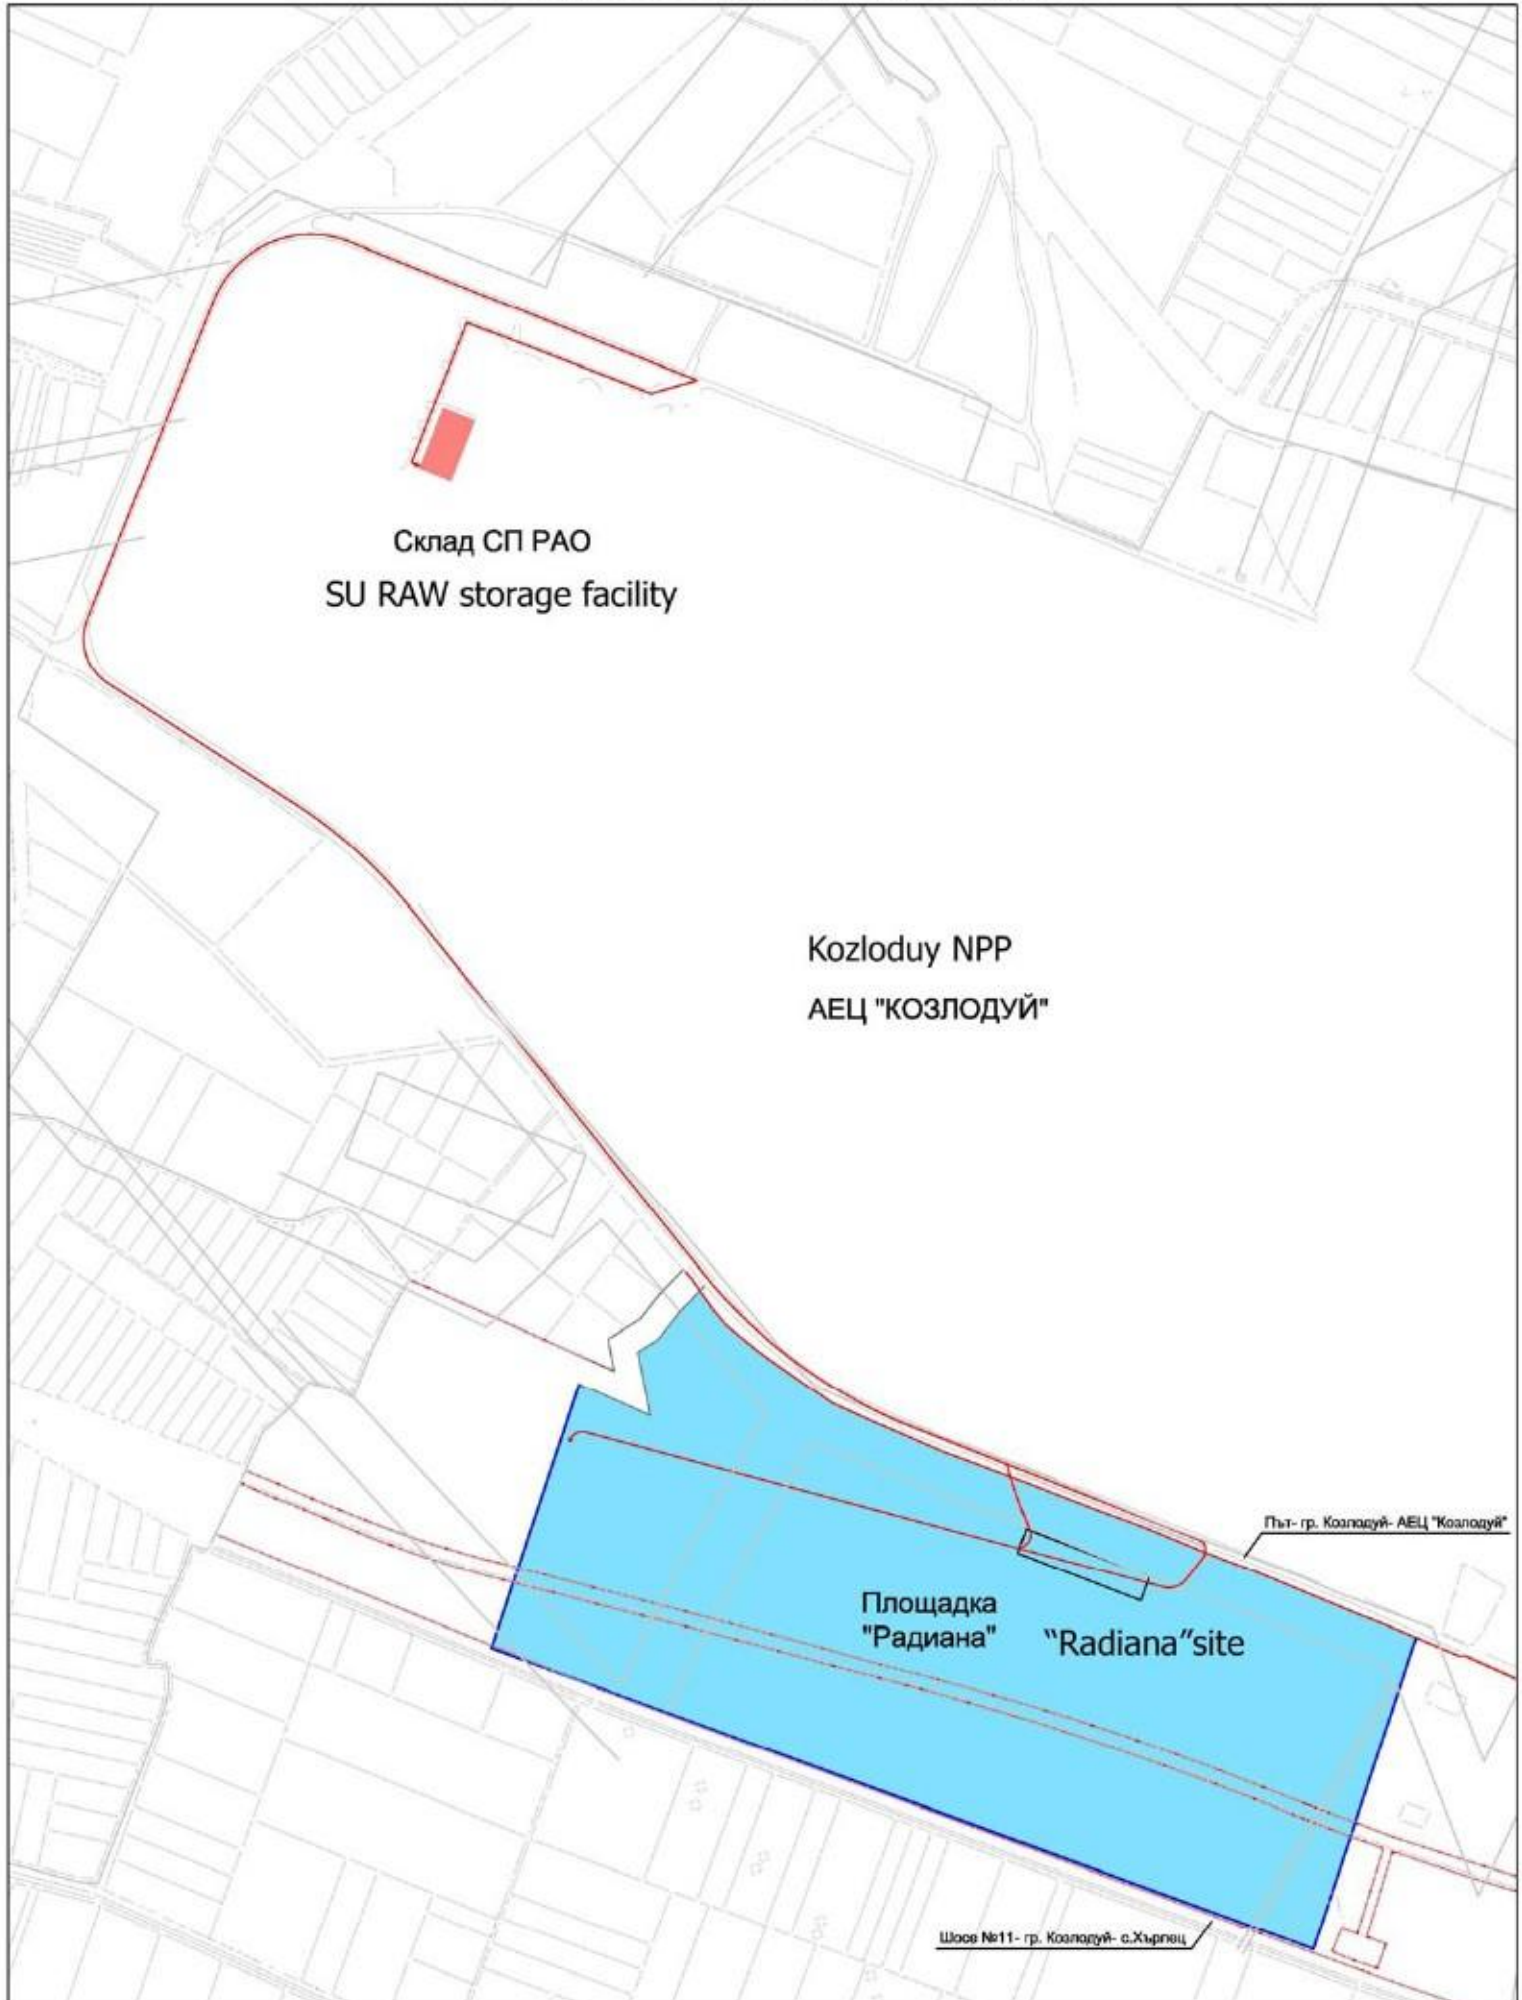 Склад СП РАО
SU RAW storage facility
Kozloduy NPP
АЕЦ "КОЗЛОДУЙ"
Път- гр. Козлодуй- АЕЦ "Козлодуй"
Площадка
"Радиана"
“Radiana”site
Шосе №11- гр. Козлодуй- с.Хърлец